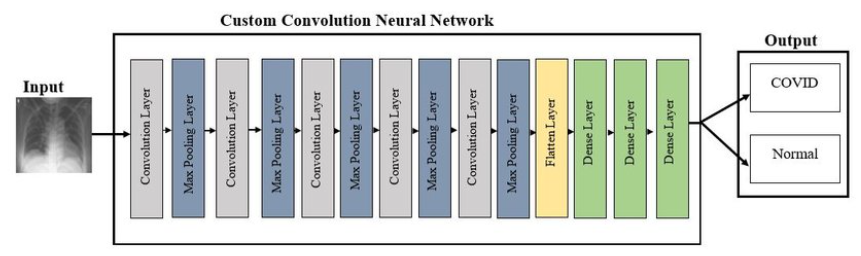 Custom Convolution Neural Network
Input
Convolution Layer
Max Pooling Layer
Convolution Layer
Max Pooling Layer
Convolution Layer
Max Pooling Layer
Convolution Layer
Max Pooling Layer
Convolution Layer
Max Pooling Layer
Flatten Layer
Dense Layer
Dense Layer
Dense Layer
Output
COVID
Normal